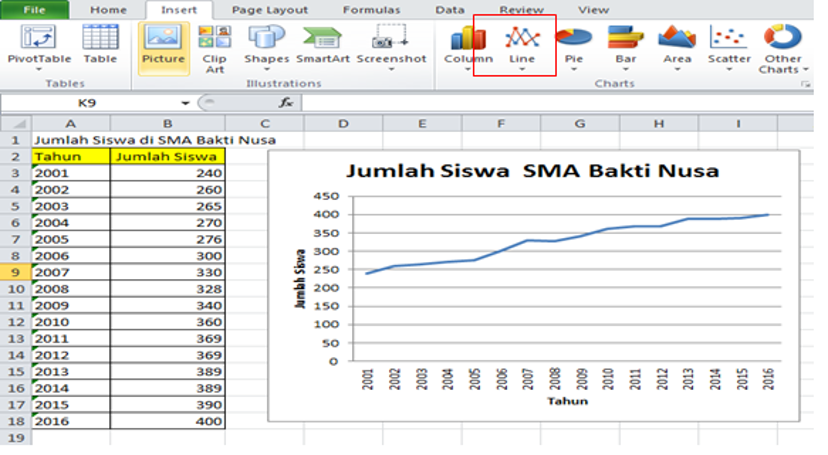 File Home Insert Page Layout Formulas Data Review View
PivotTable Table Picture Clip Art Shapes SmartArt Screenshot Column Line Pie Bar Area Scatter Other Charts
Tables Illustrations Charts
K9 fx
A B C D E F G H I
1 Jumlah Siswa di SMA Bakti Nusa
2 Tahun Jumlah Siswa
3 2001 240
4 2002 260
5 2003 265
6 2004 270
7 2005 276
8 2006 300
9 2007 330
10 2008 328
11 2009 340
12 2010 360
13 2011 369
14 2012 369
15 2013 389
16 2014 389
17 2015 390
18 2016 400
19
Jumlah Siswa SMA Bakti Nusa
450
400
350
300
250
200
150
100
50
0
Jumlah Siswa
2001 2002 2003 2004 2005 2006 2007 2008 2009 2010 2011 2012 2013 2014 2015 2016
Tahun